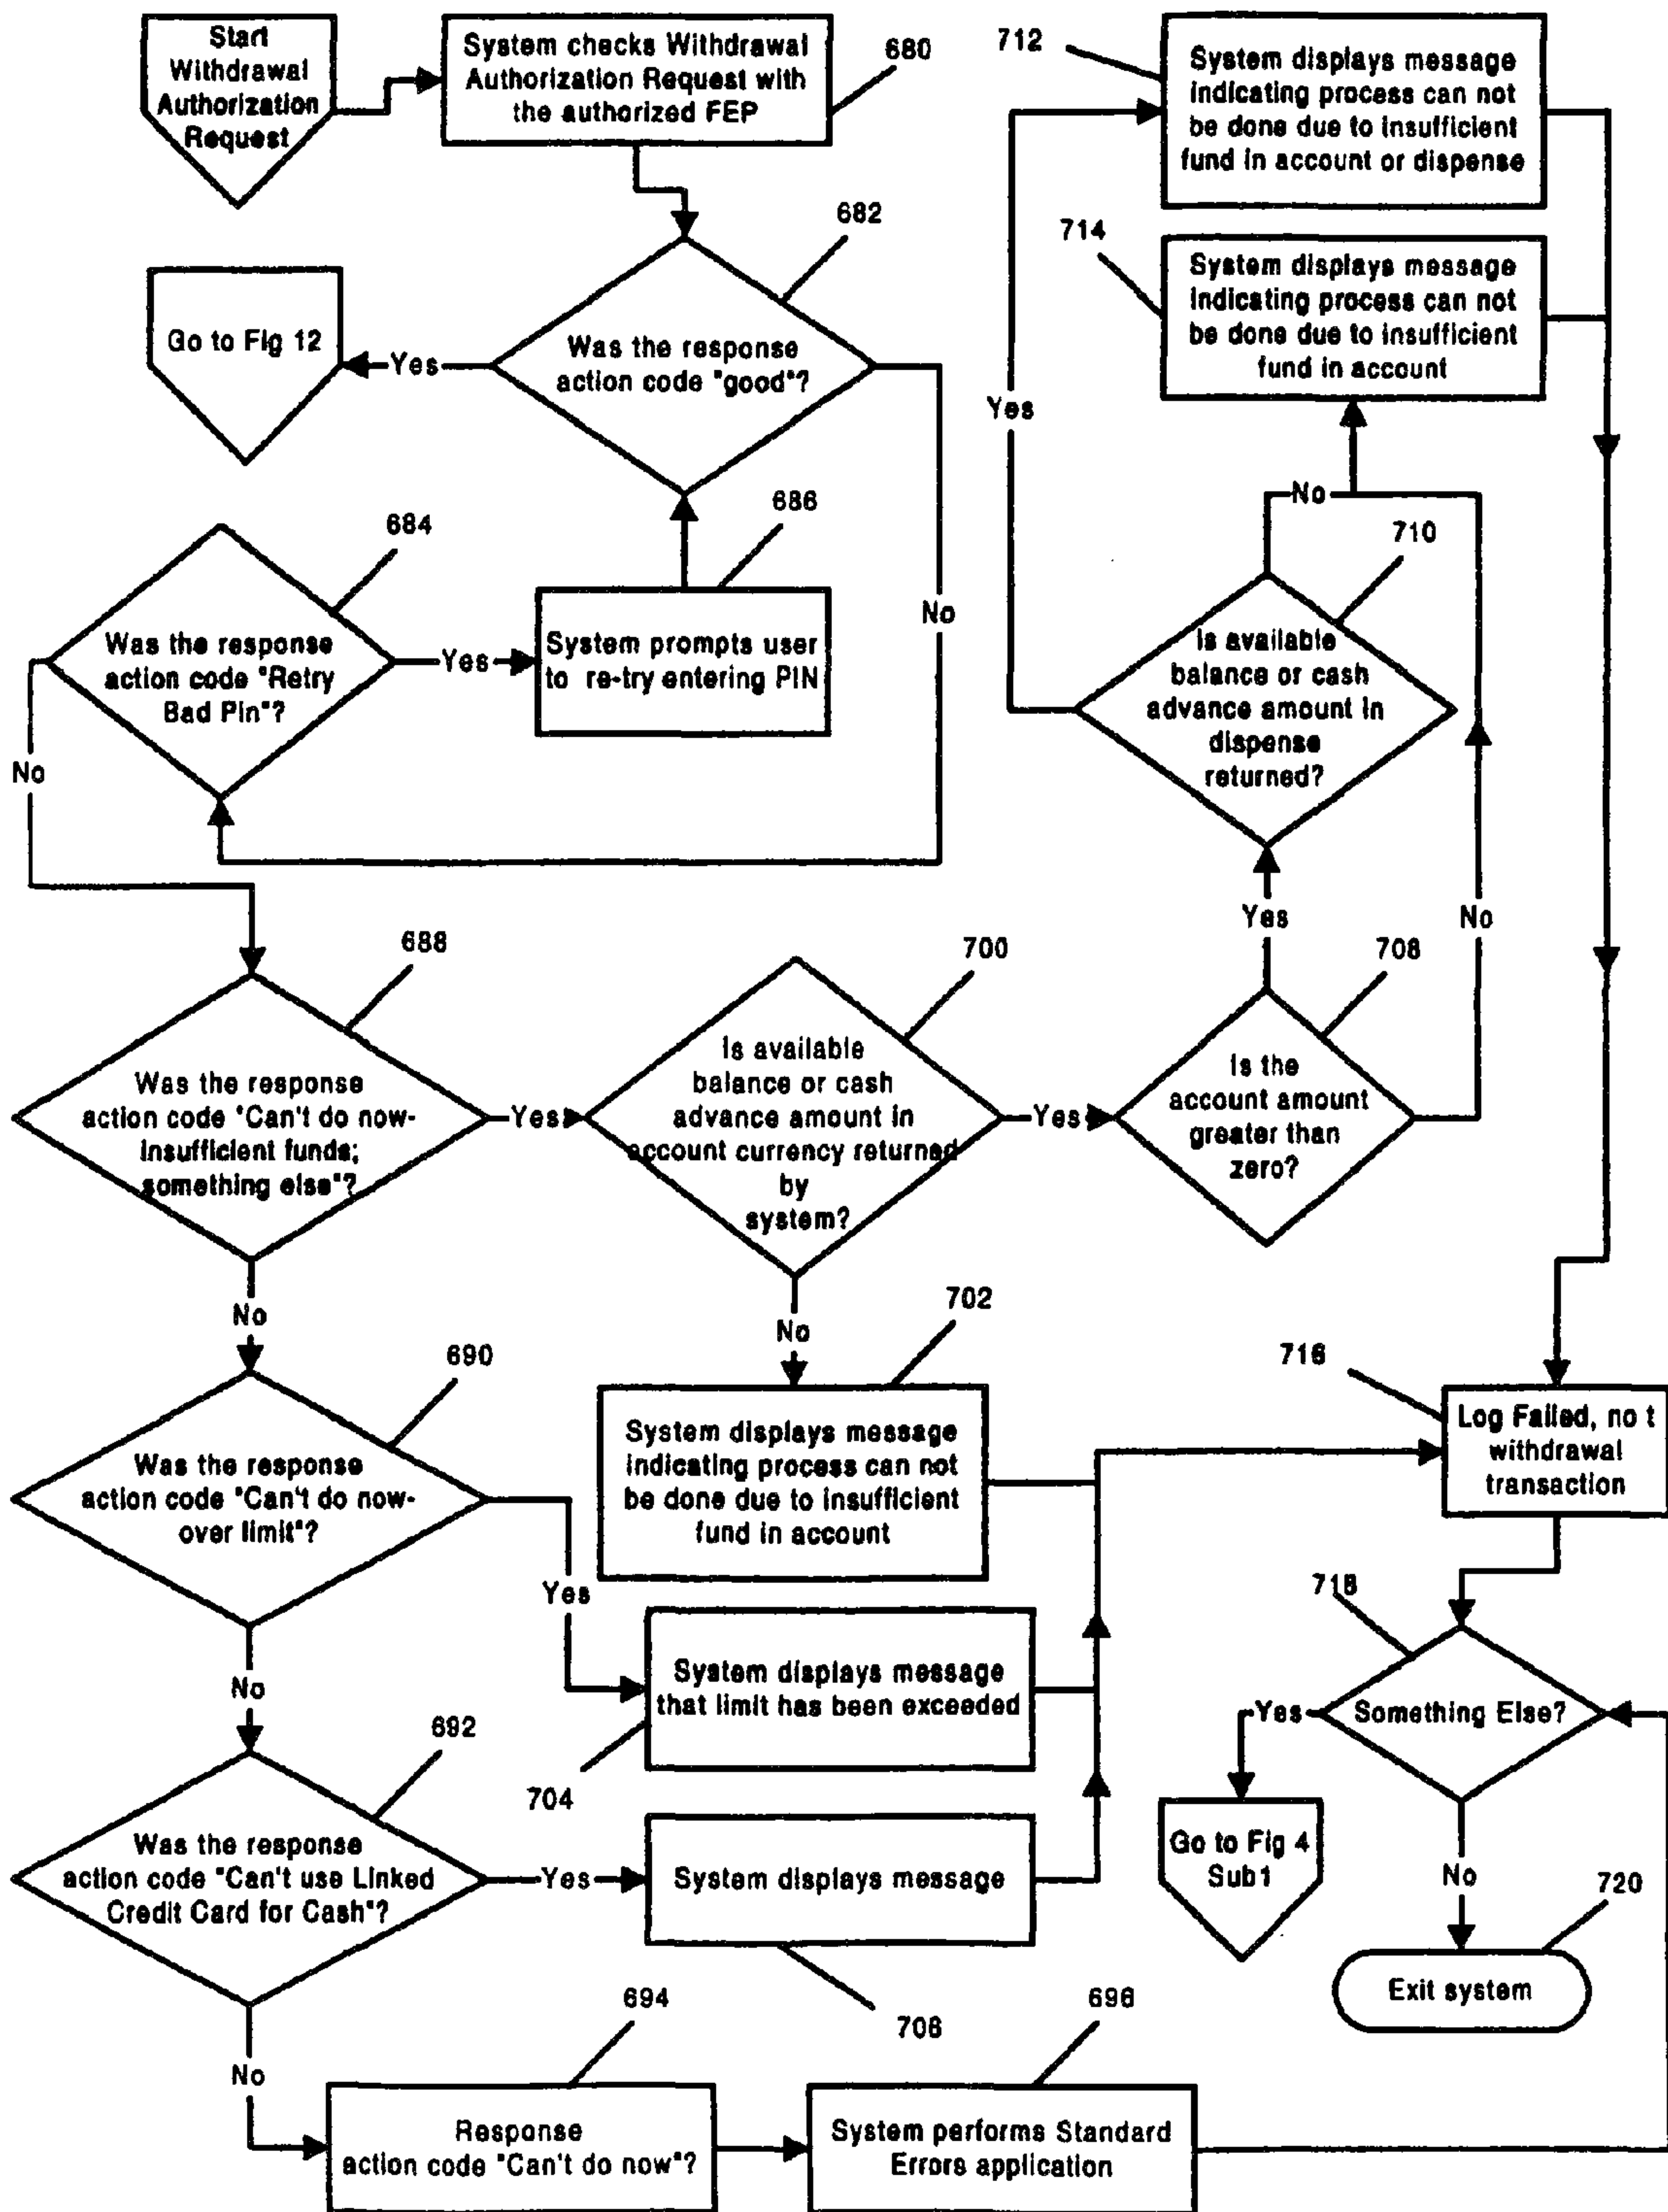 Start
Withdrawal
Authorization
Request
System checks Withdrawal
Authorization Request with
the authorized FEP
680
682
Was the response
action code "good"?
Yes
Go to Fig 12
No
684
Was the response
action code "Retry
Bad Pin"?
Yes
686
System prompts user
to re-try entering PIN
No
688
Was the response
action code "Can't do now-
insufficient funds;
something else"?
Yes
700
Is available
balance or cash
advance amount in
account currency returned
by
system?
Yes
708
Is the
account amount
greater than
zero?
Yes
No
710
Is available
balance or cash
advance amount in
dispense
returned?
Yes
No
712
System displays message
indicating process can not
be done due to insufficient
fund in account or dispense
714
System displays message
indicating process can not
be done due to insufficient
fund in account
No
690
Was the response
action code "Can't do now-
over limit"?
Yes
No
702
System displays message
indicating process can not
be done due to insufficient
fund in account
704
System displays message
that limit has been exceeded
No
692
Was the response
action code "Can't use Linked
Credit Card for Cash"?
Yes
System displays message
706
No
694
Response
action code "Can't do now"?
696
System performs Standard
Errors application
716
Log Failed, no t
withdrawal
transaction
718
Something Else?
Yes
Go to Fig 4
Sub1
No
720
Exit system